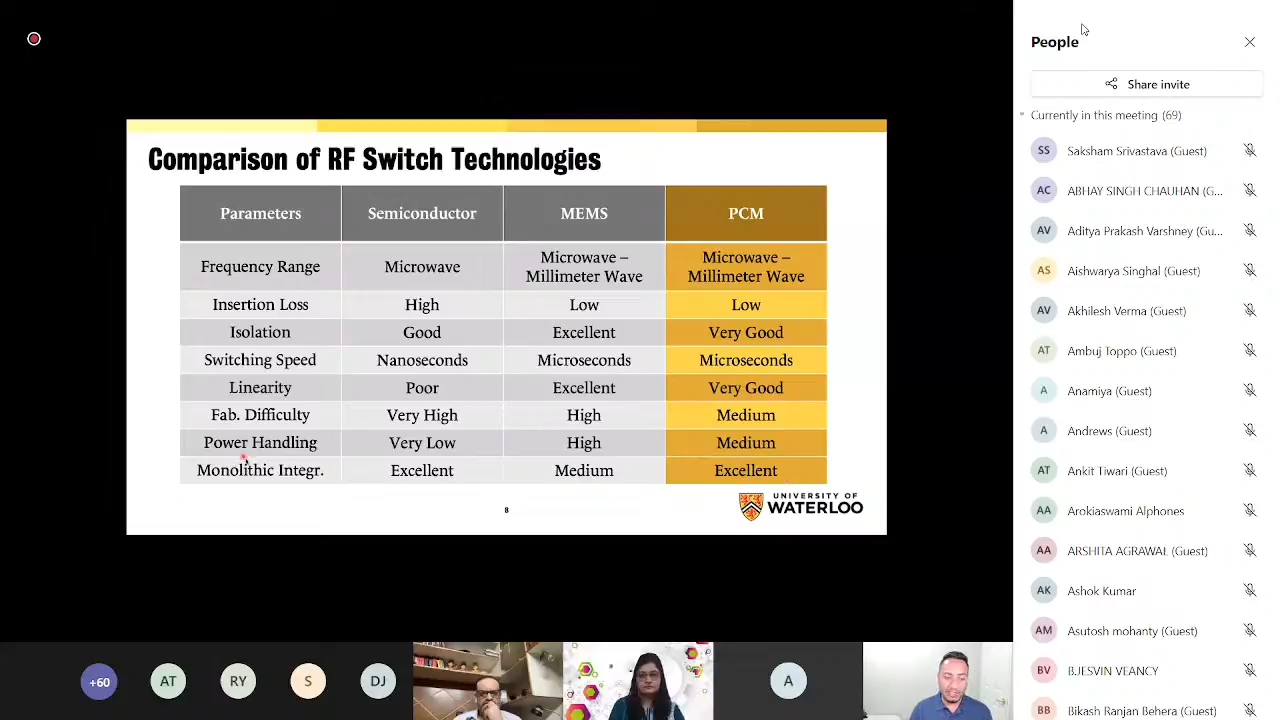 People
Share invite
Currently in this meeting (69)
SS Saksham Srivastava (Guest)
AC ABHAY SINGH CHAUHAN (G...
AV Aditya Prakash Varshney (Gu...
AS Aishwarya Singhal (Guest)
AV Akhilesh Verma (Guest)
AT Ambuj Toppo (Guest)
A Anamiya (Guest)
A Andrews (Guest)
AT Ankit Tiwari (Guest)
AA Arokiaswami Alphones
AA ARSHITA AGRAWAL (Guest)
AK Ashok Kumar
AM Asutosh mohanty (Guest)
BV BJESVIN VEANCY
BB Bikash Ranjan Behera (Guest)
Comparison of RF Switch Technologies
Parameters Semiconductor MEMS PCM
Frequency Range Microwave Microwave – Millimeter Wave Microwave – Millimeter Wave
Insertion Loss High Low Low
Isolation Good Excellent Very Good
Switching Speed Nanoseconds Microseconds Microseconds
Linearity Poor Excellent Very Good
Fab. Difficulty Very High High Medium
Power Handling Very Low High Medium
Monolithic Integr. Excellent Medium Excellent
8
UNIVERSITY OF
WATERLOO
+60 AT RY S DJ A